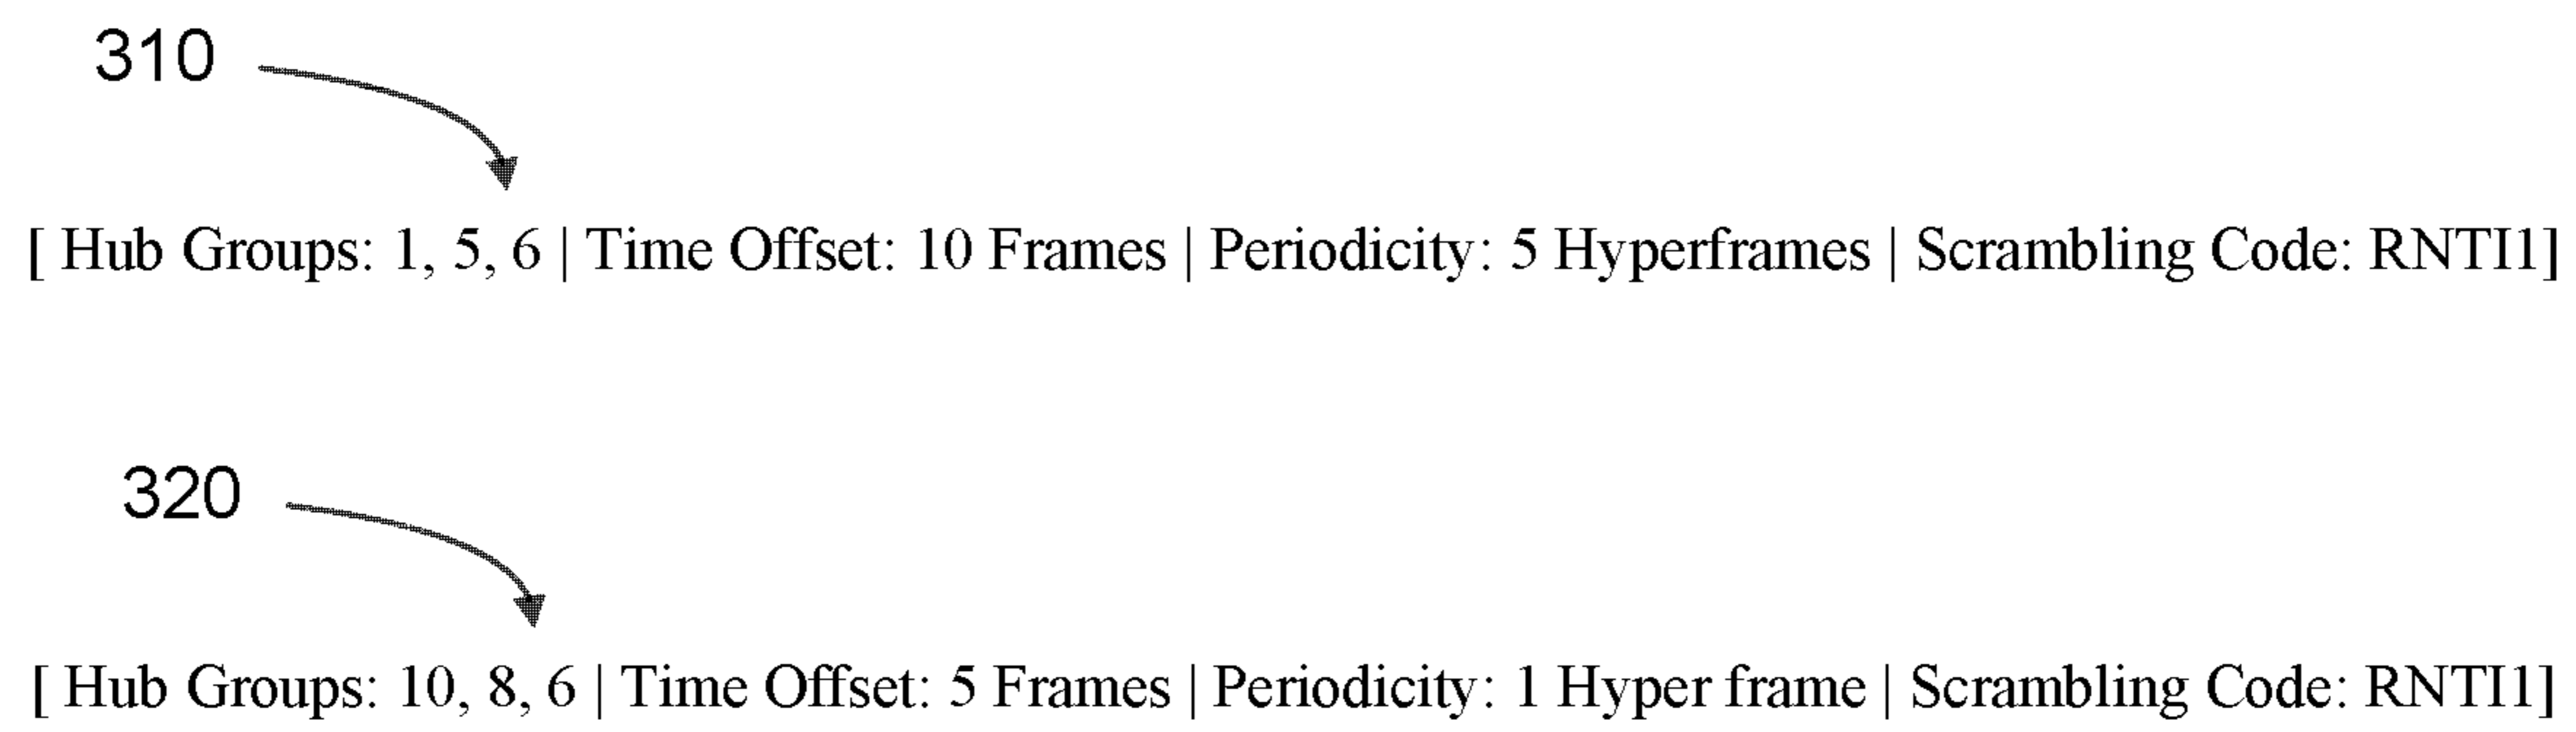 310
[ Hub Groups: 1, 5, 6 | Time Offset: 10 Frames | Periodicity: 5 Hyperframes | Scrambling Code: RNTI1]
320
[ Hub Groups: 10, 8, 6 | Time Offset: 5 Frames | Periodicity: 1 Hyper frame | Scrambling Code: RNTI1]